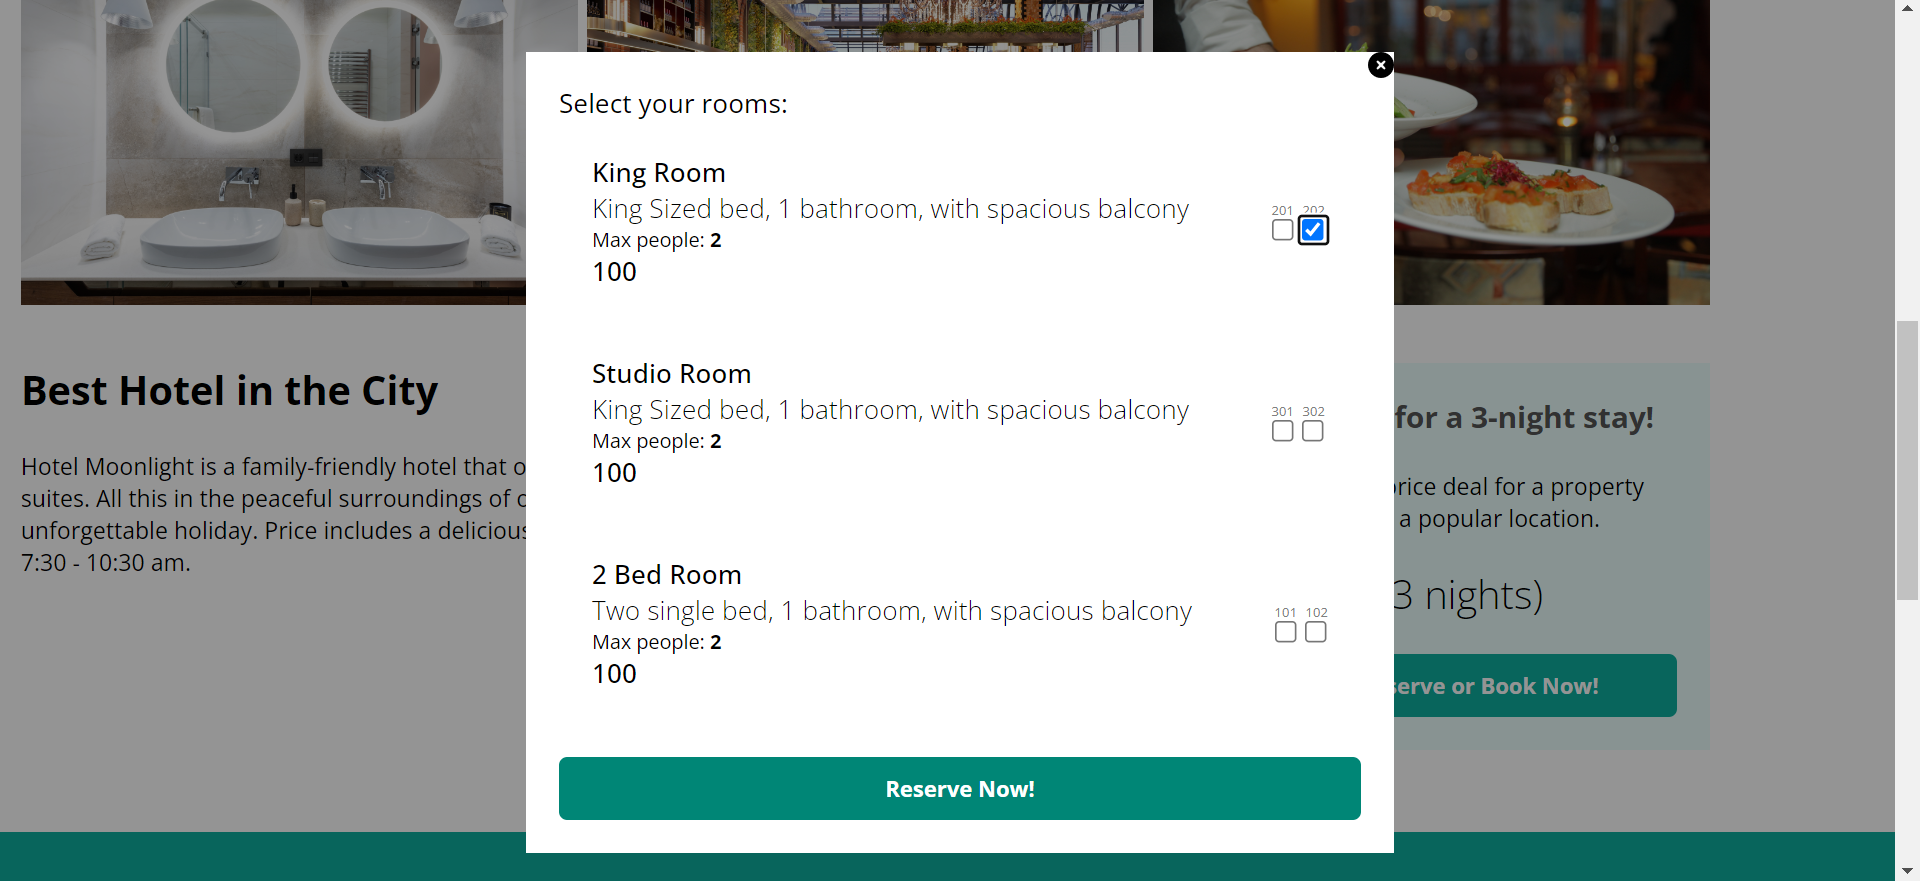 Select your rooms:
King Room
King Sized bed, 1 bathroom, with spacious balcony
Max people: 2
100
201 202
Studio Room
King Sized bed, 1 bathroom, with spacious balcony
Max people: 2
100
301 302
2 Bed Room
Two single bed, 1 bathroom, with spacious balcony
Max people: 2
100
101 102
Reserve Now!
Best Hotel in the City
Hotel Moonlight is a family-friendly hotel that
suites. All this in the peaceful surroundings of
unforgettable holiday. Price includes a delicious
7:30 - 10:30 am.
for a 3-night stay!
deal for a property
a popular location.
3 nights)
or Book Now!